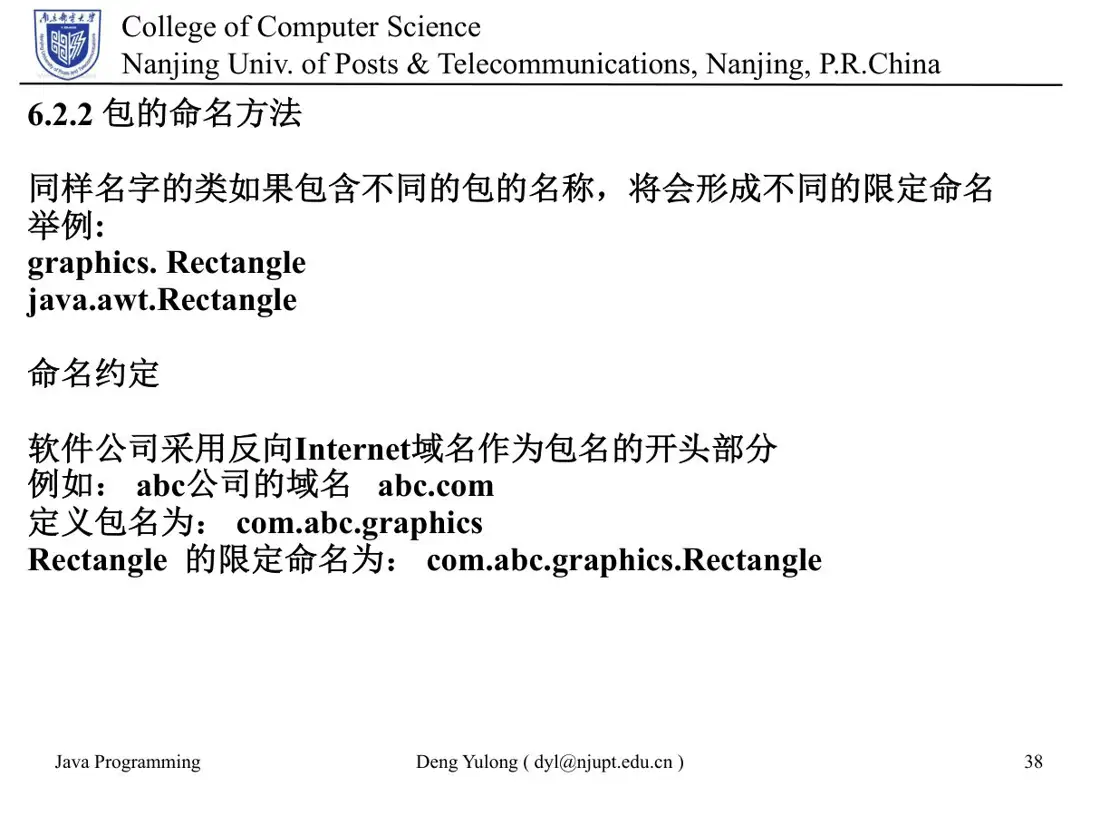 College of Computer Science
Nanjing Univ. of Posts & Telecommunications, Nanjing, P.R.China
6.2.2 包的命名方法
同样名字的类如果包含不同的包的名称，将会形成不同的限定命名
举例:
graphics. Rectangle
java.awt.Rectangle
命名约定
软件公司采用反向Internet域名作为包名的开头部分
例如： abc公司的域名 abc.com
定义包名为： com.abc.graphics
Rectangle 的限定命名为： com.abc.graphics.Rectangle
Java Programming
Deng Yulong ( dyl@njupt.edu.cn )
38